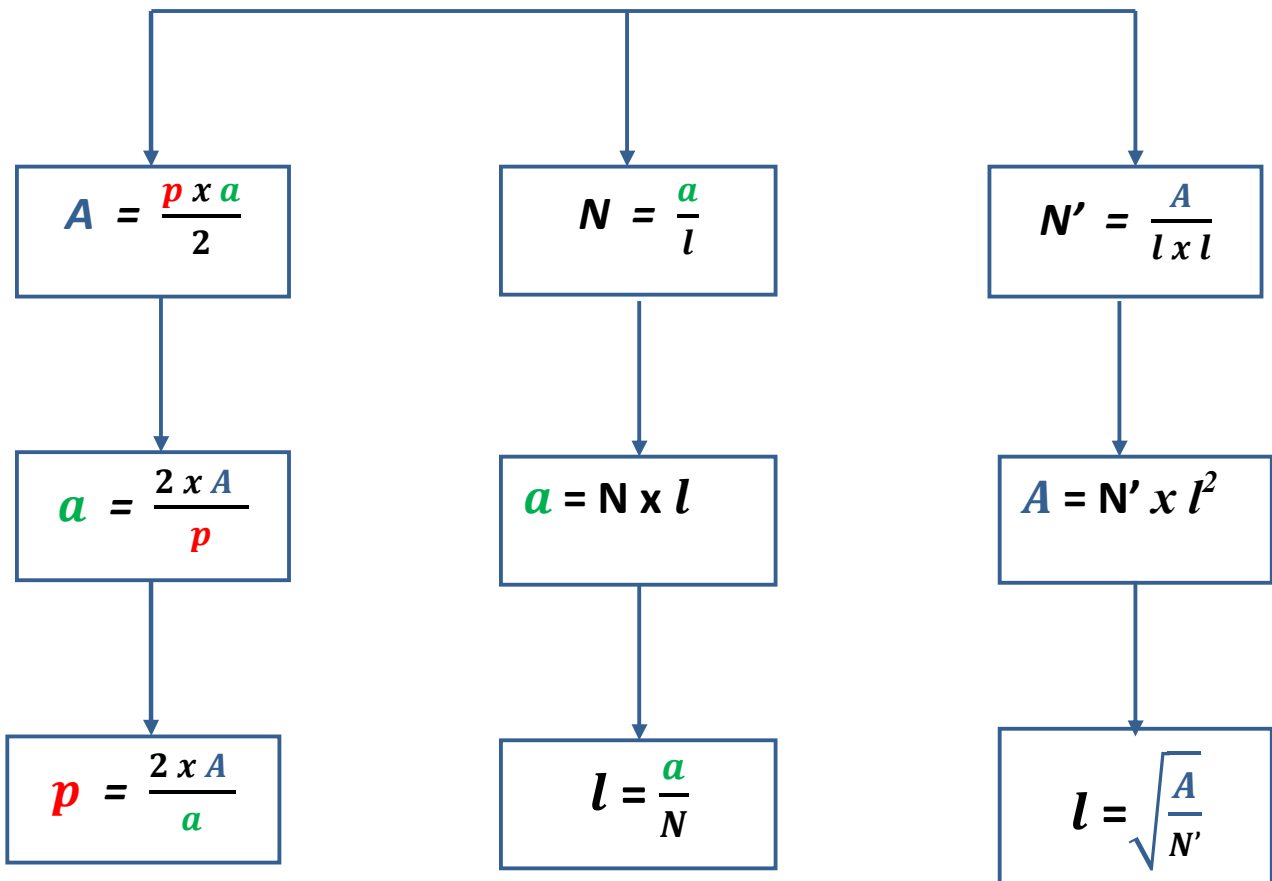 A = p x a / 2
N = a / l
N' = A / l x l
a = 2 x A / p
a = N x l
A = N' x l²
p = 2 x A / a
l = a / N
l = √ A / N'